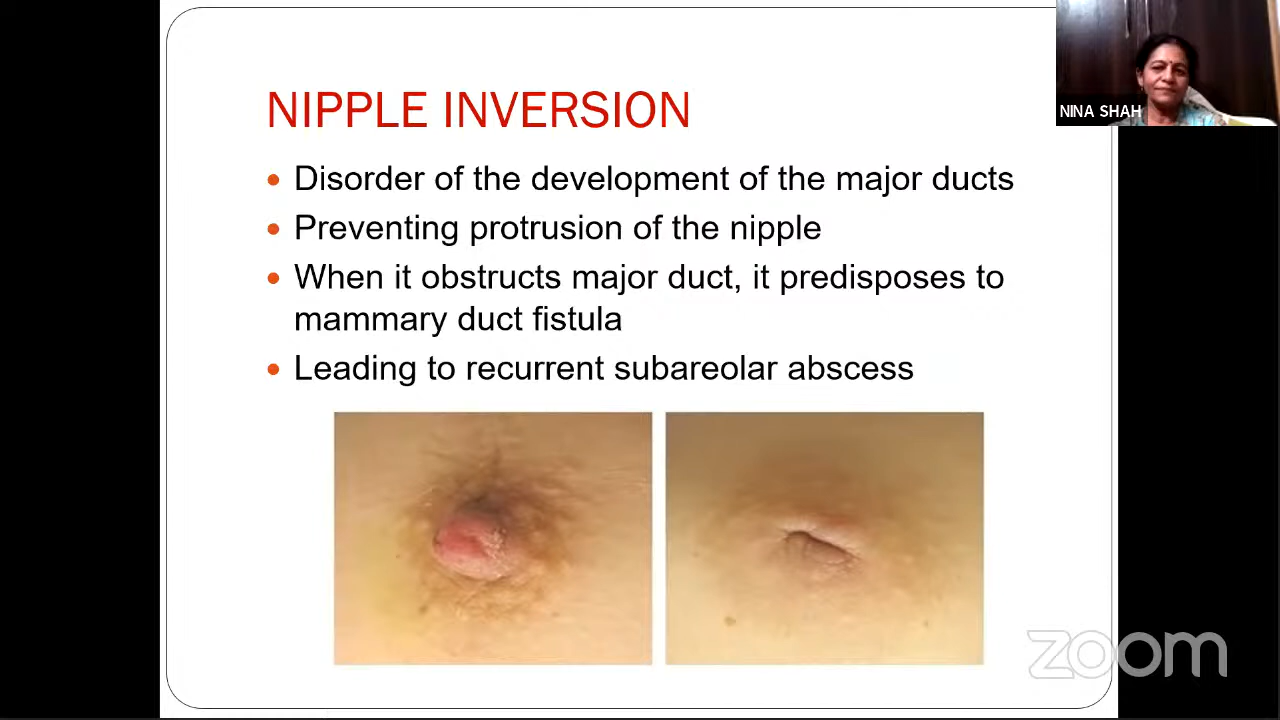 NIPPLE INVERSION
Disorder of the development of the major ducts
Preventing protrusion of the nipple
When it obstructs major duct, it predisposes to
mammary duct fistula
Leading to recurrent subareolar abscess
NINA SHAH
zoom